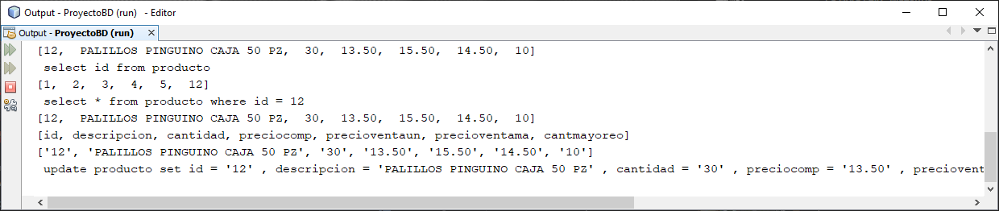 Output - ProyectoBD (run) - Editor
Output - ProyectoBD (run)
[12, PALILLOS PINGUINO CAJA 50 PZ, 30, 13.50, 15.50, 14.50, 10]
select id from producto
[1, 2, 3, 4, 5, 12]
select * from producto where id = 12
[12, PALILLOS PINGUINO CAJA 50 PZ, 30, 13.50, 15.50, 14.50, 10]
[id, descripcion, cantidad, preciocomp, precioventaun, precioventama, cantmayoreo]
['12', 'PALILLOS PINGUINO CAJA 50 PZ', '30', '13.50', '15.50', '14.50', '10']
update producto set id = '12' , descripcion = 'PALILLOS PINGUINO CAJA 50 PZ' , cantidad = '30' , preciocomp = '13.50' , preciovent